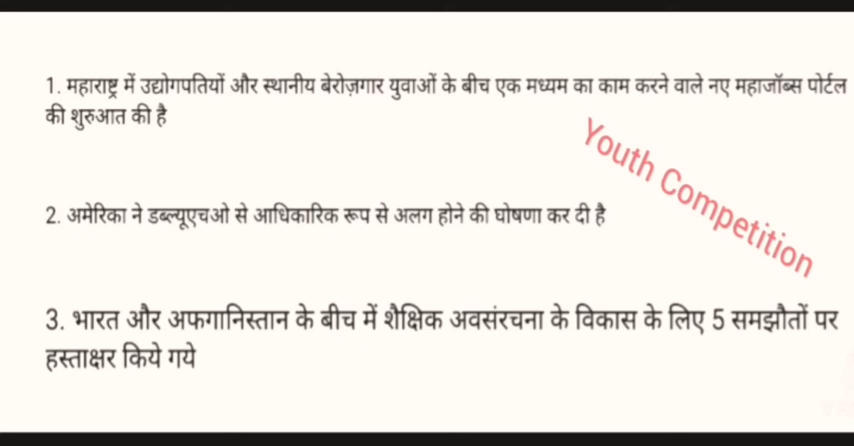 1. महाराष्ट्र में उद्योगपतियों और स्थानीय बेरोज़गार युवाओं के बीच एक मध्यम का काम करने वाले नए महाजॉब्स पोर्टल
की शुरुआत की है
Youth Competition
2. अमेरिका ने डब्ल्यूएचओ से आधिकारिक रूप से अलग होने की घोषणा कर दी है
3. भारत और अफगानिस्तान के बीच में शैक्षिक अवसंरचना के विकास के लिए 5 समझौतों पर
हस्ताक्षर किये गये